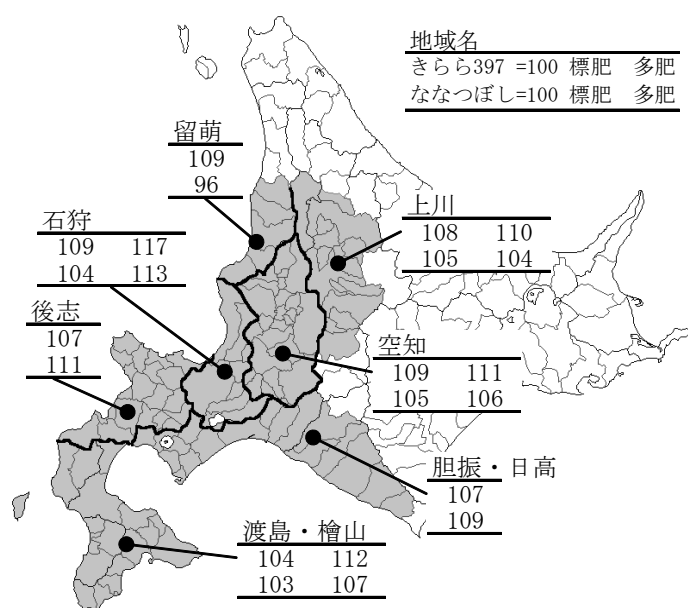 地域名
きらら397 =100 標肥 多肥
ななつぼし=100 標肥 多肥
留萌
109
96
上川
108 110
105 104
石狩
109 117
104 113
後志
107
111
空知
109 111
105 106
胆振・日高
107
109
渡島・檜山
104 112
103 107